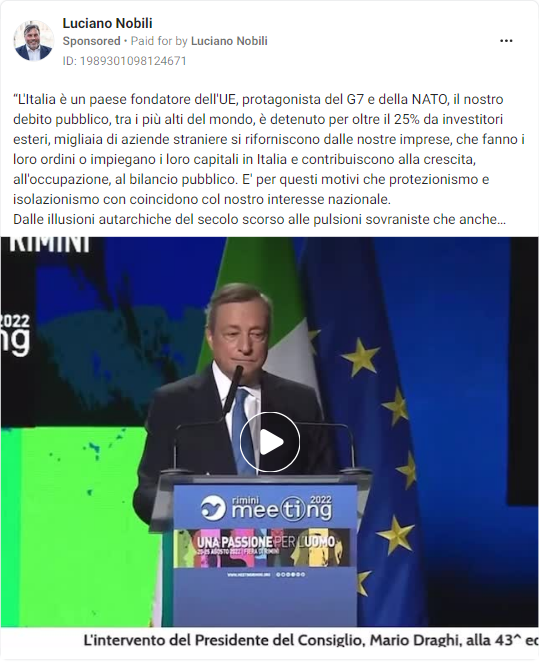 Luciano Nobili
Sponsored • Paid for by Luciano Nobili
ID: 1989301098124671
“L'Italia è un paese fondatore dell'UE, protagonista del G7 e della NATO, il nostro
debito pubblico, tra i più alti del mondo, è detenuto per oltre il 25% da investitori
esteri, migliaia di aziende straniere si riforniscono dalle nostre imprese, che fanno i
loro ordini o impiegano i loro capitali in Italia e contribuiscono alla crescita,
all'occupazione, al bilancio pubblico. E' per questi motivi che protezionismo e
isolazionismo con coincidono col nostro interesse nazionale.
Dalle illusioni autarchiche del secolo scorso alle pulsioni sovraniste che anche...
RIMINI
2022
ng
rimini 2022
meeting
UNA PASSIONE PER L'UOMO
20-25 AGOSTO 2022 | FIERA DI RIMINI
WWW.MEETINGRIMINI.ORG
L'intervento del Presidente del Consiglio, Mario Draghi, alla 43^ ed